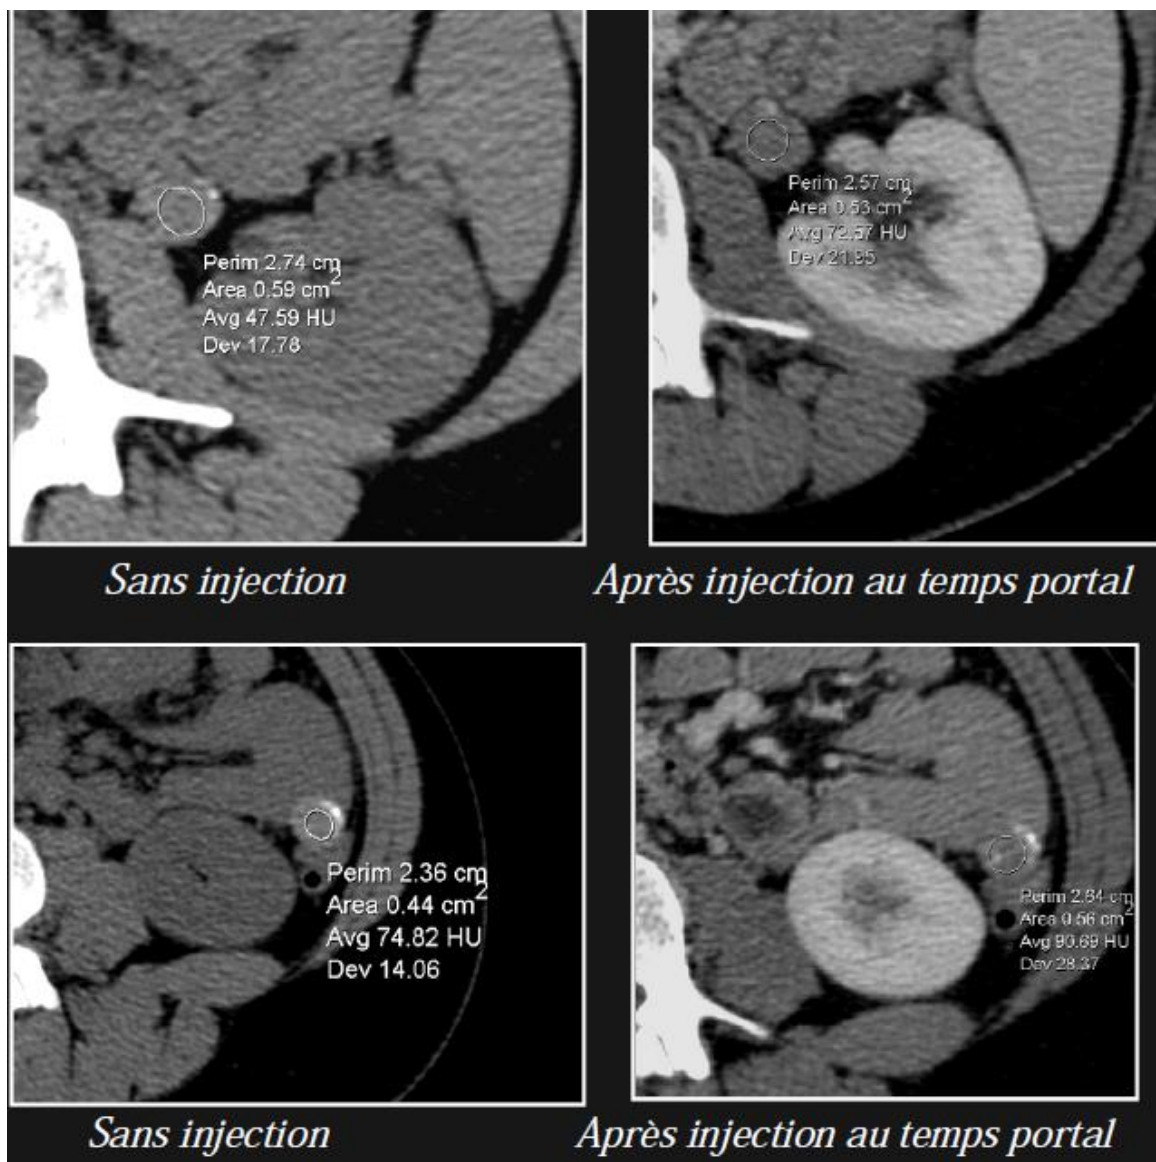 Perim 2.74 cm
Area 0.59 cm²
Avg 47.59 HU
Dev 17.78
Perim 2.57 cm
Area 0.53 cm²
Avg 72.57 HU
Dev 21.95
Sans injection
Après injection au temps portal
Perim 2.36 cm
Area 0.44 cm²
Avg 74.82 HU
Dev 14.06
Perim 2.64 cm
Area 0.56 cm²
Avg 90.69 HU
Dev 28.37
Sans injection
Après injection au temps portal